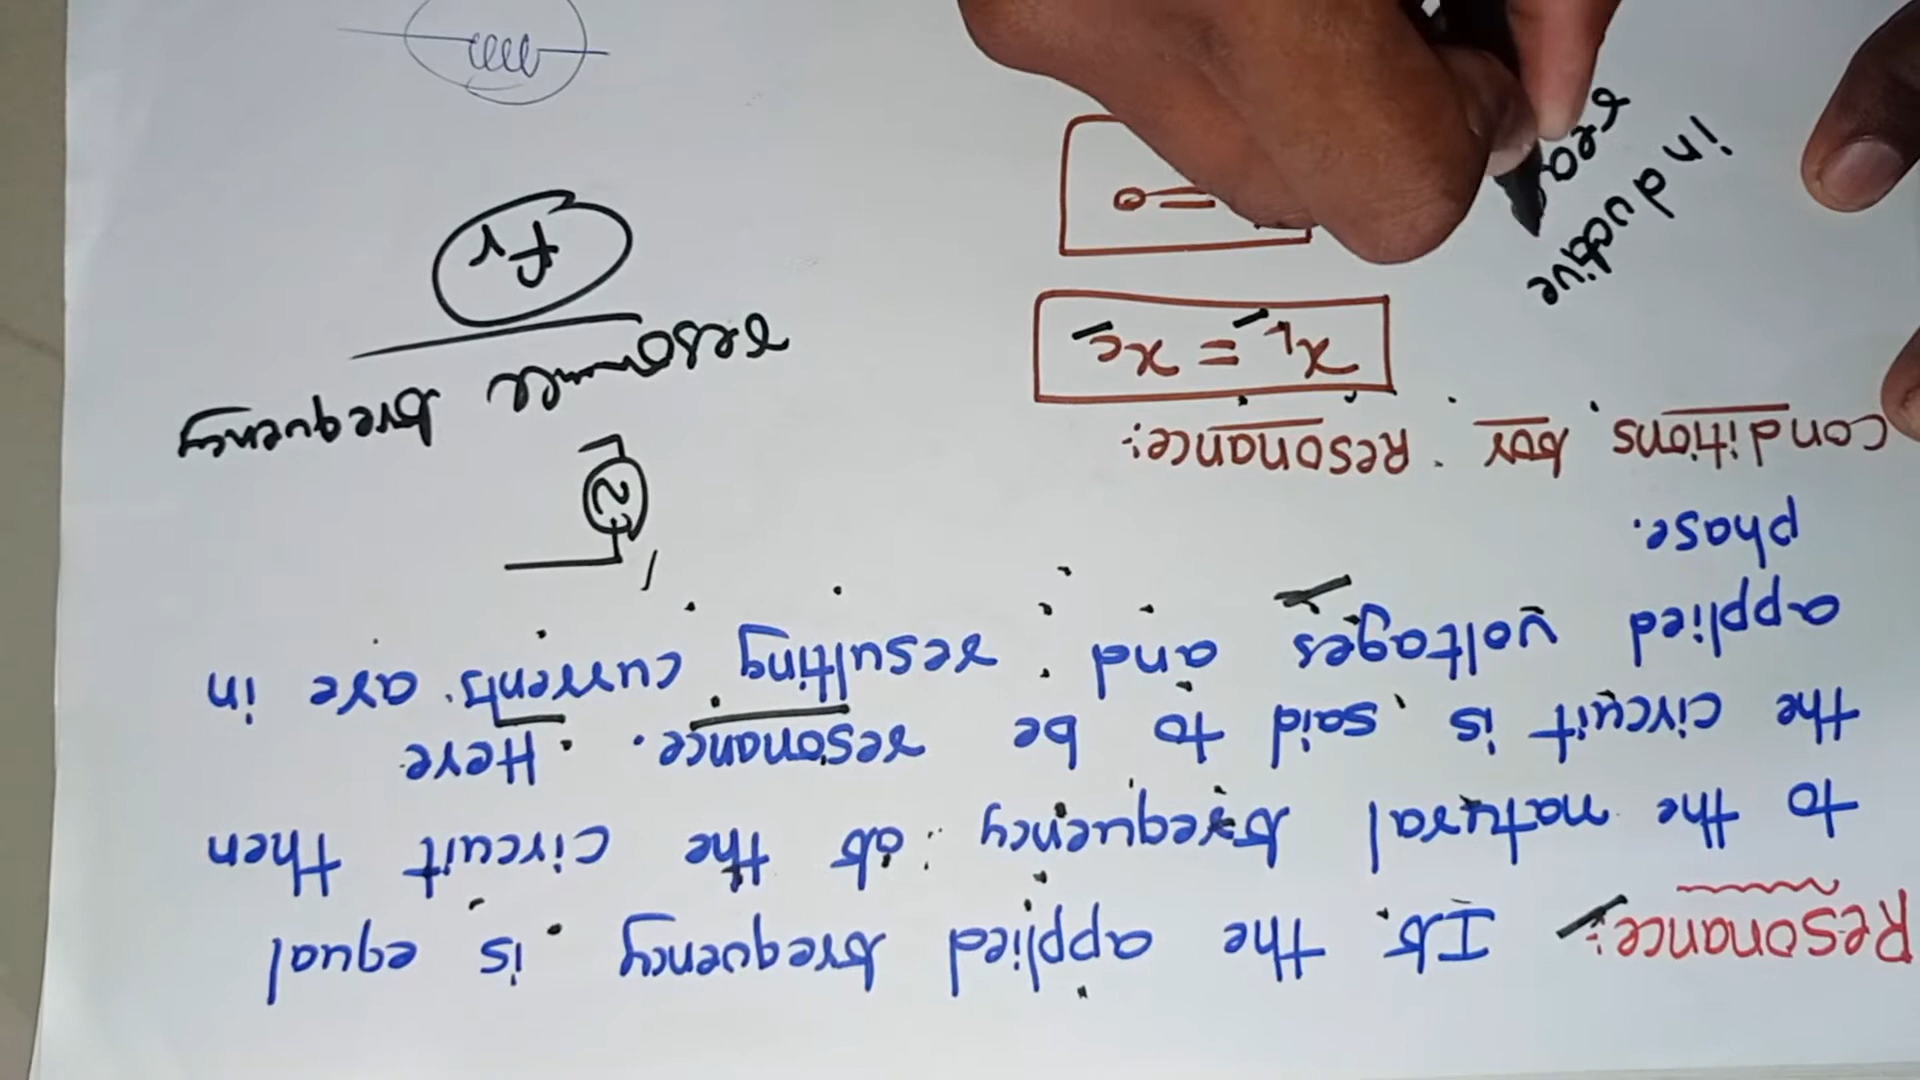 Resonance:- If the applied frequency is equal
to the natural frequency of the circuit then
the circuit is said to be resonance. Here
applied voltages and resulting currents are in
phase.
Conditions for Resonance:-
xL = xc
= 0
inductive
reac
resonance frequency
fr